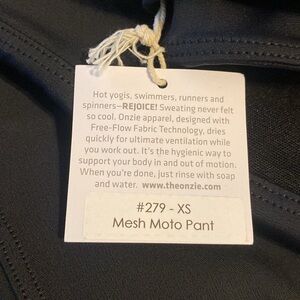 Hot yogis, swimmers, runners and
spinners—REJOICE! Sweating never felt
so cool. Onzie apparel, designed with
Free-Flow Fabric Technology, dries
quickly for ultimate ventilation while
you work out. It's the hygienic way to
support your body in and out of motion.
When you're done, just rinse with soap
and water. www.theonzie.com
#279 - XS
Mesh Moto Pant